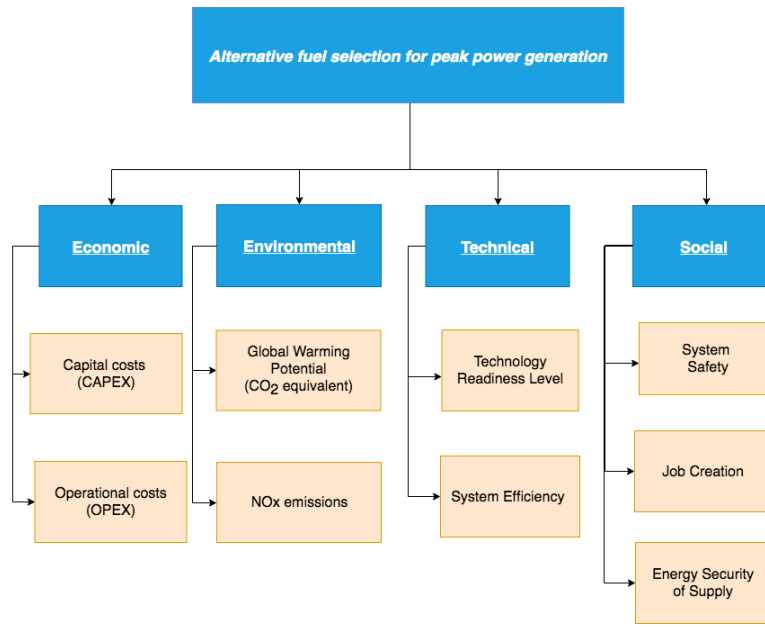 Alternative fuel selection for peak power generation
Economic
Environmental
Technical
Social
Capital costs
(CAPEX)
Global Warming
Potential
(CO2 equivalent)
Technology
Readiness Level
System
Safety
Operational costs
(OPEX)
NOx emissions
System Efficiency
Job Creation
Energy Security
of Supply